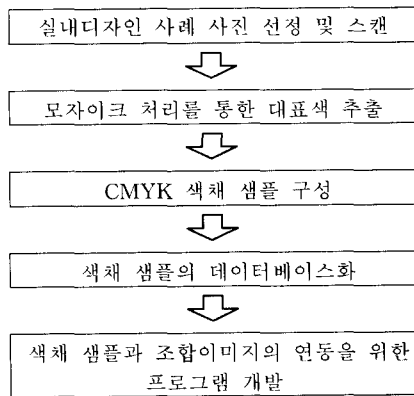 실내디자인 사례 사진 선정 및 스캔
모자이크 처리를 통한 대표색 추출
CMYK 색채 샘플 구성
색채 샘플의 데이터베이스화
색채 샘플과 조합이미지의 연동을 위한
프로그램 개발